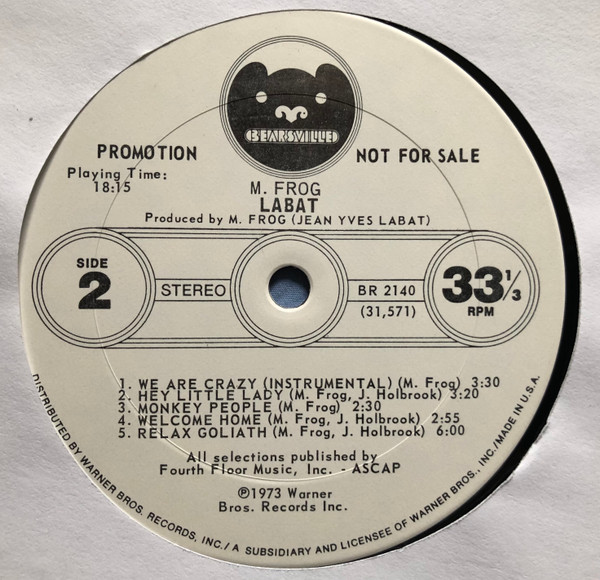 BEARSVILLE
PROMOTION
NOT FOR SALE
Playing Time:
18:15
M. FROG
LABAT
Produced by M. FROG (JEAN YVES LABAT)
SIDE
2
STEREO
BR 2140
(31,571)
33 1/3
RPM
1. WE ARE CRAZY (INSTRUMENTAL) (M. Frog) 3:30
2. HEY LITTLE LADY (M. Frog, J. Holbrook) 3:20
3. MONKEY PEOPLE (M. Frog) 2:30
4. WELCOME HOME (M. Frog, J. Holbrook) 2:55
5. RELAX GOLIATH (M. Frog, J. Holbrook) 6:00
All selections published by
Fourth Floor Music, Inc. - ASCAP
℗1973 Warner
Bros. Records Inc.
DISTRIBUTED BY WARNER BROS. RECORDS, INC./ A SUBSIDIARY AND LICENSEE OF WARNER BROS., INC./MADE IN U.S.A.